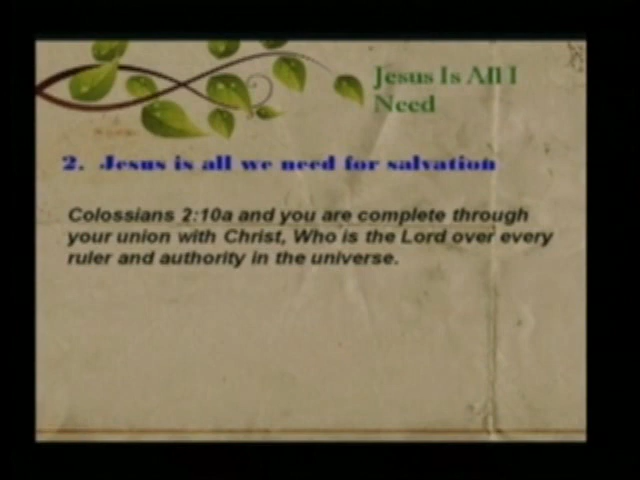 Jesus Is All I
Need
2. Jesus is all we need for salvation
Colossians 2:10a and you are complete through
your union with Christ, Who is the Lord over every
ruler and authority in the universe.